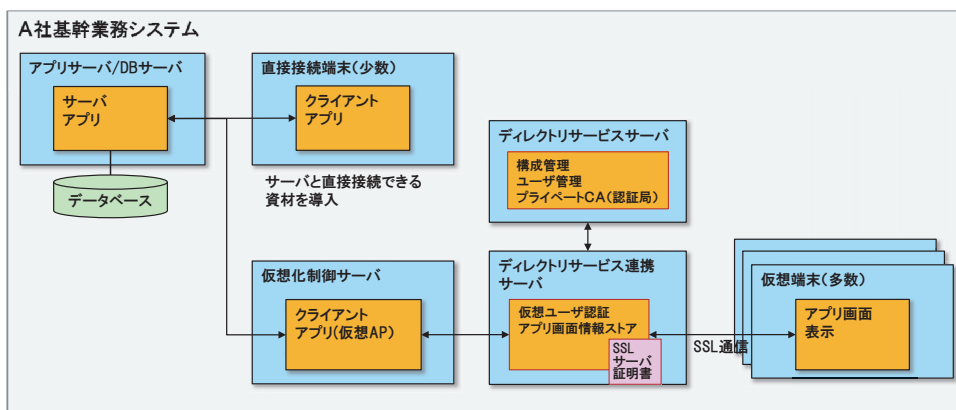 A社基幹業務システム
アプリサーバ/DBサーバ
サーバ
アプリ
データベース
直接接続端末(少数)
クライアント
アプリ
サーバと直接接続できる
資材を導入
ディレクトリサービスサーバ
構成管理
ユーザ管理
プライベートCA(認証局)
仮想化制御サーバ
クライアント
アプリ(仮想AP)
ディレクトリサービス連携
サーバ
仮想ユーザ認証
アプリ画面情報ストア
SSL
サーバ
証明書
SSL通信
仮想端末(多数)
アプリ画面
表示